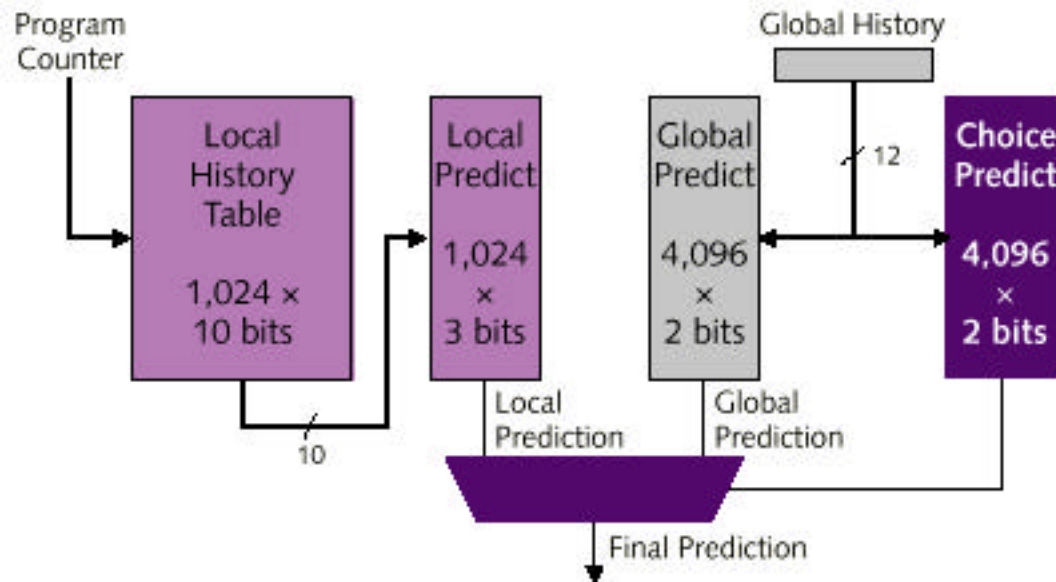 Program
Counter
Global History
Local
History
Table
1,024 ×
10 bits
Local
Predict
1,024
×
3 bits
Global
Predict
4,096
×
2 bits
12
Choice
Predict
4,096
×
2 bits
10
Local
Prediction
Global
Prediction
Final Prediction